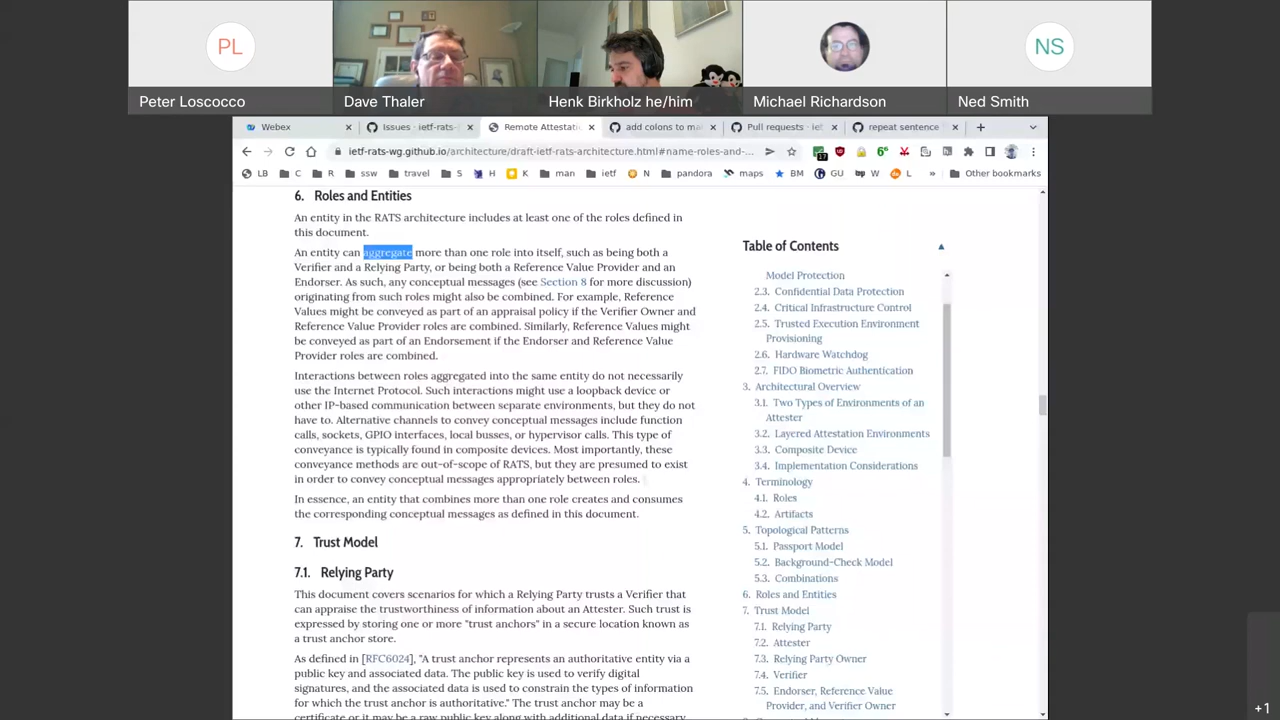 PL
NS
Peter Loscocco
Dave Thaler
Henk Birkholz he/him
Michael Richardson
Ned Smith
Webex
Issues · ietf-rats-
Remote Attestati
add colons to ma
Pull requests · ie
repeat sentence
ietf-rats-wg.github.io/architecture/draft-ietf-rats-architecture.html#name-roles-and-...
17
6
LB
C
R
ssw
travel
S
H
K
man
ietf
N
pandora
maps
BM
GU
W
L
»
Other bookmarks
6. Roles and Entities
An entity in the RATS architecture includes at least one of the roles defined in
this document.
An entity can aggregate more than one role into itself, such as being both a
Verifier and a Relying Party, or being both a Reference Value Provider and an
Endorser. As such, any conceptual messages (see Section 8 for more discussion)
originating from such roles might also be combined. For example, Reference
Values might be conveyed as part of an appraisal policy if the Verifier Owner and
Reference Value Provider roles are combined. Similarly, Reference Values might
be conveyed as part of an Endorsement if the Endorser and Reference Value
Provider roles are combined.
Interactions between roles aggregated into the same entity do not necessarily
use the Internet Protocol. Such interactions might use a loopback device or
other IP-based communication between separate environments, but they do not
have to. Alternative channels to convey conceptual messages include function
calls, sockets, GPIO interfaces, local busses, or hypervisor calls. This type of
conveyance is typically found in composite devices. Most importantly, these
conveyance methods are out-of-scope of RATS, but they are presumed to exist
in order to convey conceptual messages appropriately between roles.
In essence, an entity that combines more than one role creates and consumes
the corresponding conceptual messages as defined in this document.
7. Trust Model
7.1. Relying Party
This document covers scenarios for which a Relying Party trusts a Verifier that
can appraise the trustworthiness of information about an Attester. Such trust is
expressed by storing one or more "trust anchors" in a secure location known as
a trust anchor store.
As defined in [RFC6024], "A trust anchor represents an authoritative entity via a
public key and associated data. The public key is used to verify digital
signatures, and the associated data is used to constrain the types of information
for which the trust anchor is authoritative." The trust anchor may be a
certificate or it may be a raw public key along with additional data if necessary
Table of Contents
Model Protection
2.3. Confidential Data Protection
2.4. Critical Infrastructure Control
2.5. Trusted Execution Environment
Provisioning
2.6. Hardware Watchdog
2.7. FIDO Biometric Authentication
3. Architectural Overview
3.1. Two Types of Environments of an
Attester
3.2. Layered Attestation Environments
3.3. Composite Device
3.4. Implementation Considerations
4. Terminology
4.1. Roles
4.2. Artifacts
5. Topological Patterns
5.1. Passport Model
5.2. Background-Check Model
5.3. Combinations
6. Roles and Entities
7. Trust Model
7.1. Relying Party
7.2. Attester
7.3. Relying Party Owner
7.4. Verifier
7.5. Endorser, Reference Value
Provider, and Verifier Owner
+1